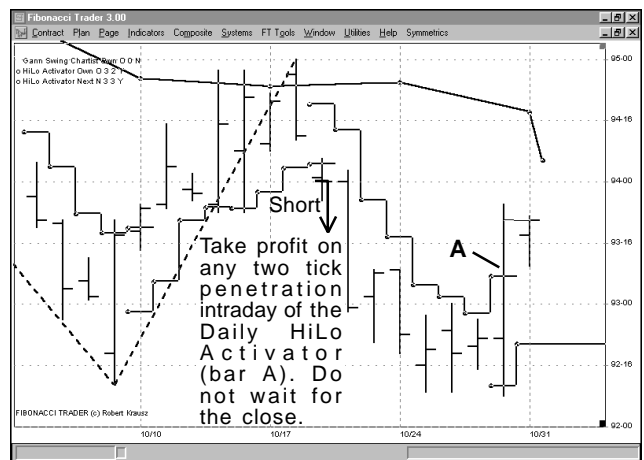 Fibonacci Trader 3.00
Contract Plan Page Indicators Composite Systems FT Tools Window Utilities Help Symmetrics
Gann Swing Chartist Own O O N
HiLo Activator Own O 3 2 Y
HiLo Activator Next N 3 3 Y
95-00
94-16
94-00
93-16
93-00
92-16
92-00
Short
A
Take profit on
any two tick
penetration
intraday of the
Daily HiLo
Activator
(bar A). Do
not wait for
the close.
FIBONACCI TRADER (c) Robert Krausz
10/10 10/17 10/24 10/31